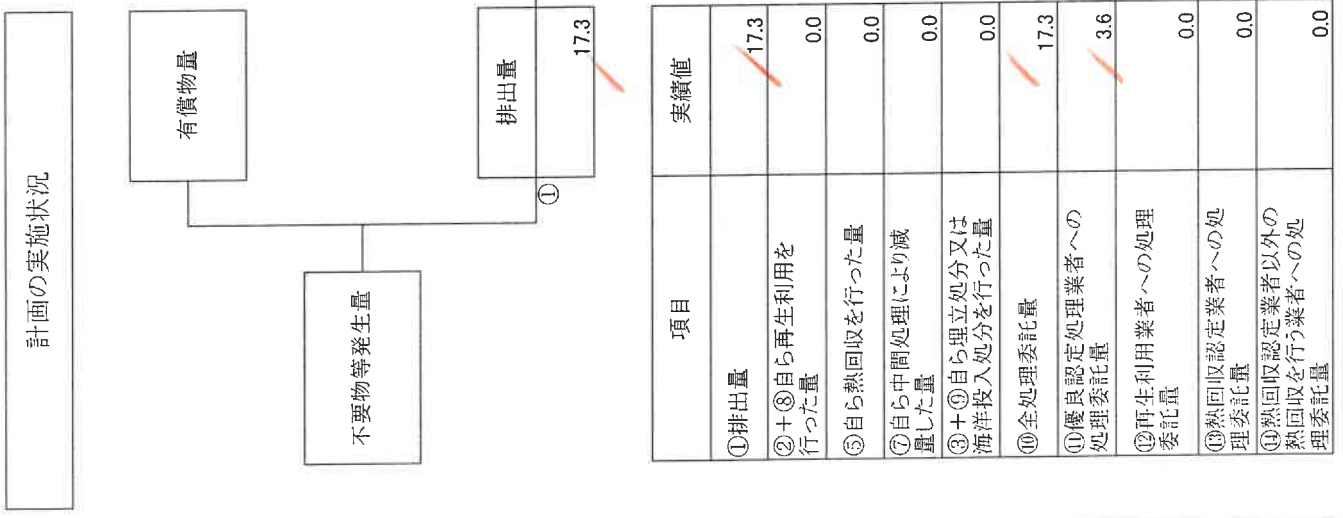 計画の実施状況
有償物量
不要物等発生量
排出量
①
17.3
項目
実績値
①排出量
17.3
②+⑧自ら再生利用を
行った量
0.0
⑤自ら熱回収を行った量
0.0
⑦自ら中間処理により減
量した量
0.0
③+⑨自ら埋立処分又は
海洋投入処分を行った量
0.0
⑩全処理委託量
17.3
⑪優良認定処理業者への
処理委託量
3.6
⑫再生利用業者への処理
委託量
0.0
⑬熱回収認定業者への処
理委託量
0.0
⑭熱回収認定業者以外の
熱回収を行う業者への処
理委託量
0.0